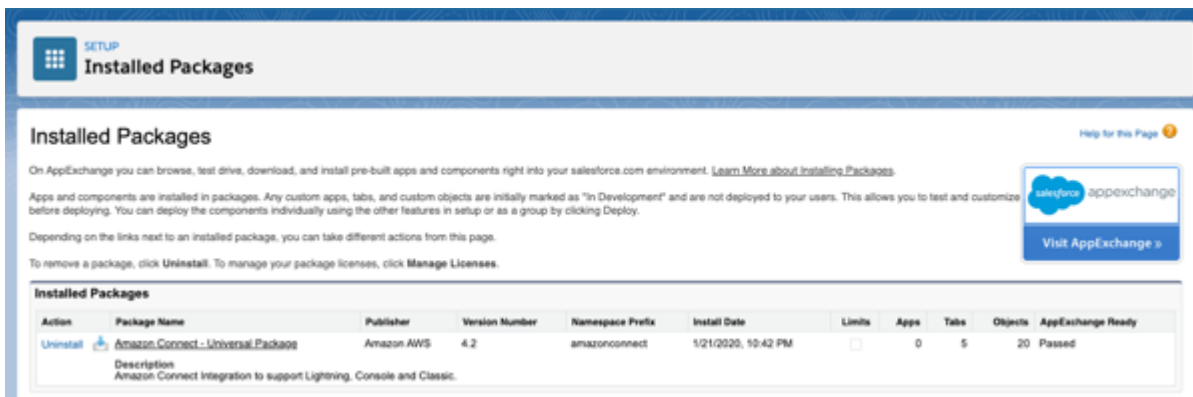 SETUP
Installed Packages
Installed Packages
Help for this Page
On AppExchange you can browse, test drive, download, and install pre-built apps and components right into your salesforce.com environment. Learn More about Installing Packages.
Apps and components are installed in packages. Any custom apps, tabs, and custom objects are initially marked as "In Development" and are not deployed to your users. This allows you to test and customize
before deploying. You can deploy the components individually using the other features in setup or as a group by clicking Deploy.
salesforce appexchange
Depending on the links next to an installed package, you can take different actions from this page.
Visit AppExchange »
To remove a package, click Uninstall. To manage your package licenses, click Manage Licenses.
Installed Packages
Action Package Name Publisher Version Number Namespace Prefix Install Date Limits Apps Tabs Objects AppExchange Ready
Uninstall Amazon Connect - Universal Package Amazon AWS 4.2 amazonconnect 1/21/2020, 10:42 PM 0 5 20 Passed
Description
Amazon Connect Integration to support Lightning, Console and Classic.